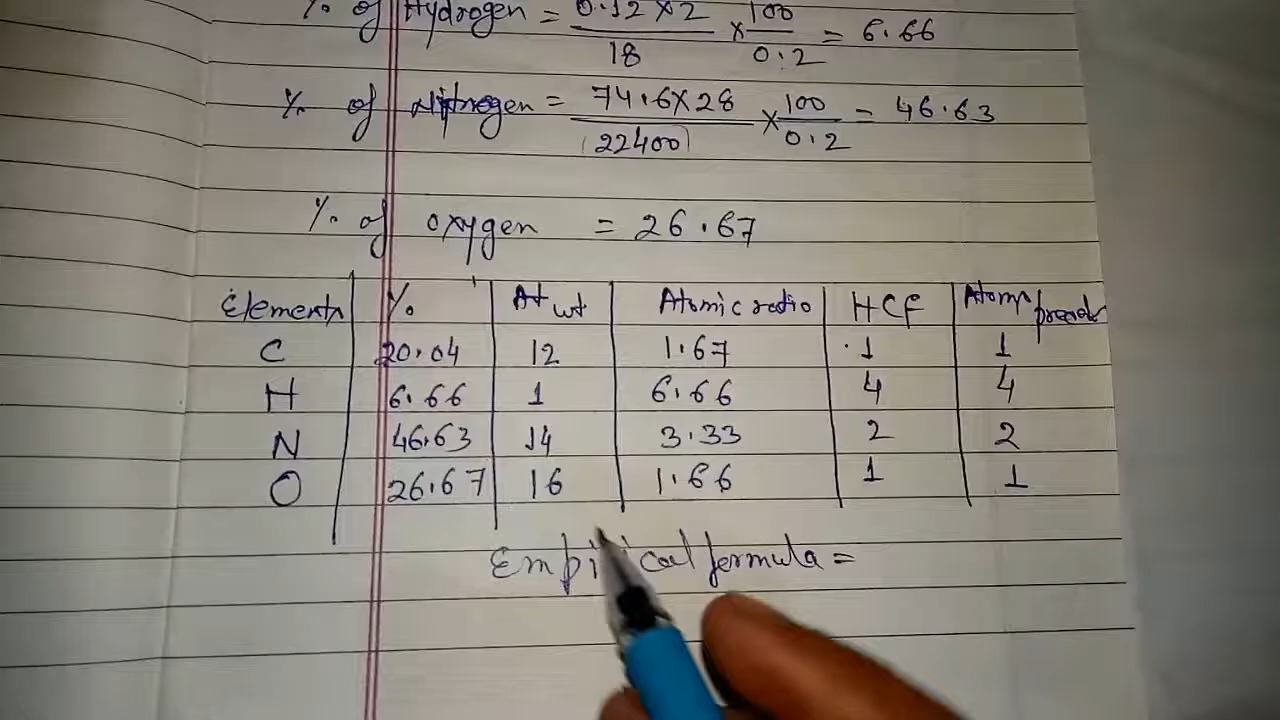 % of Hydrogen = 0.12 × 2 / 18 × 100 / 0.2 = 6.66
% of Nitrogen = 74.6 × 28 / 22400 × 100 / 0.2 = 46.63
% of oxygen = 26.67
Elements % At wt Atomic ratio HCF Atoms
C 20.04 12 1.67 1 1
H 6.66 1 6.66 4 4
N 46.63 14 3.33 2 2
O 26.67 16 1.66 1 1
Empirical formula =